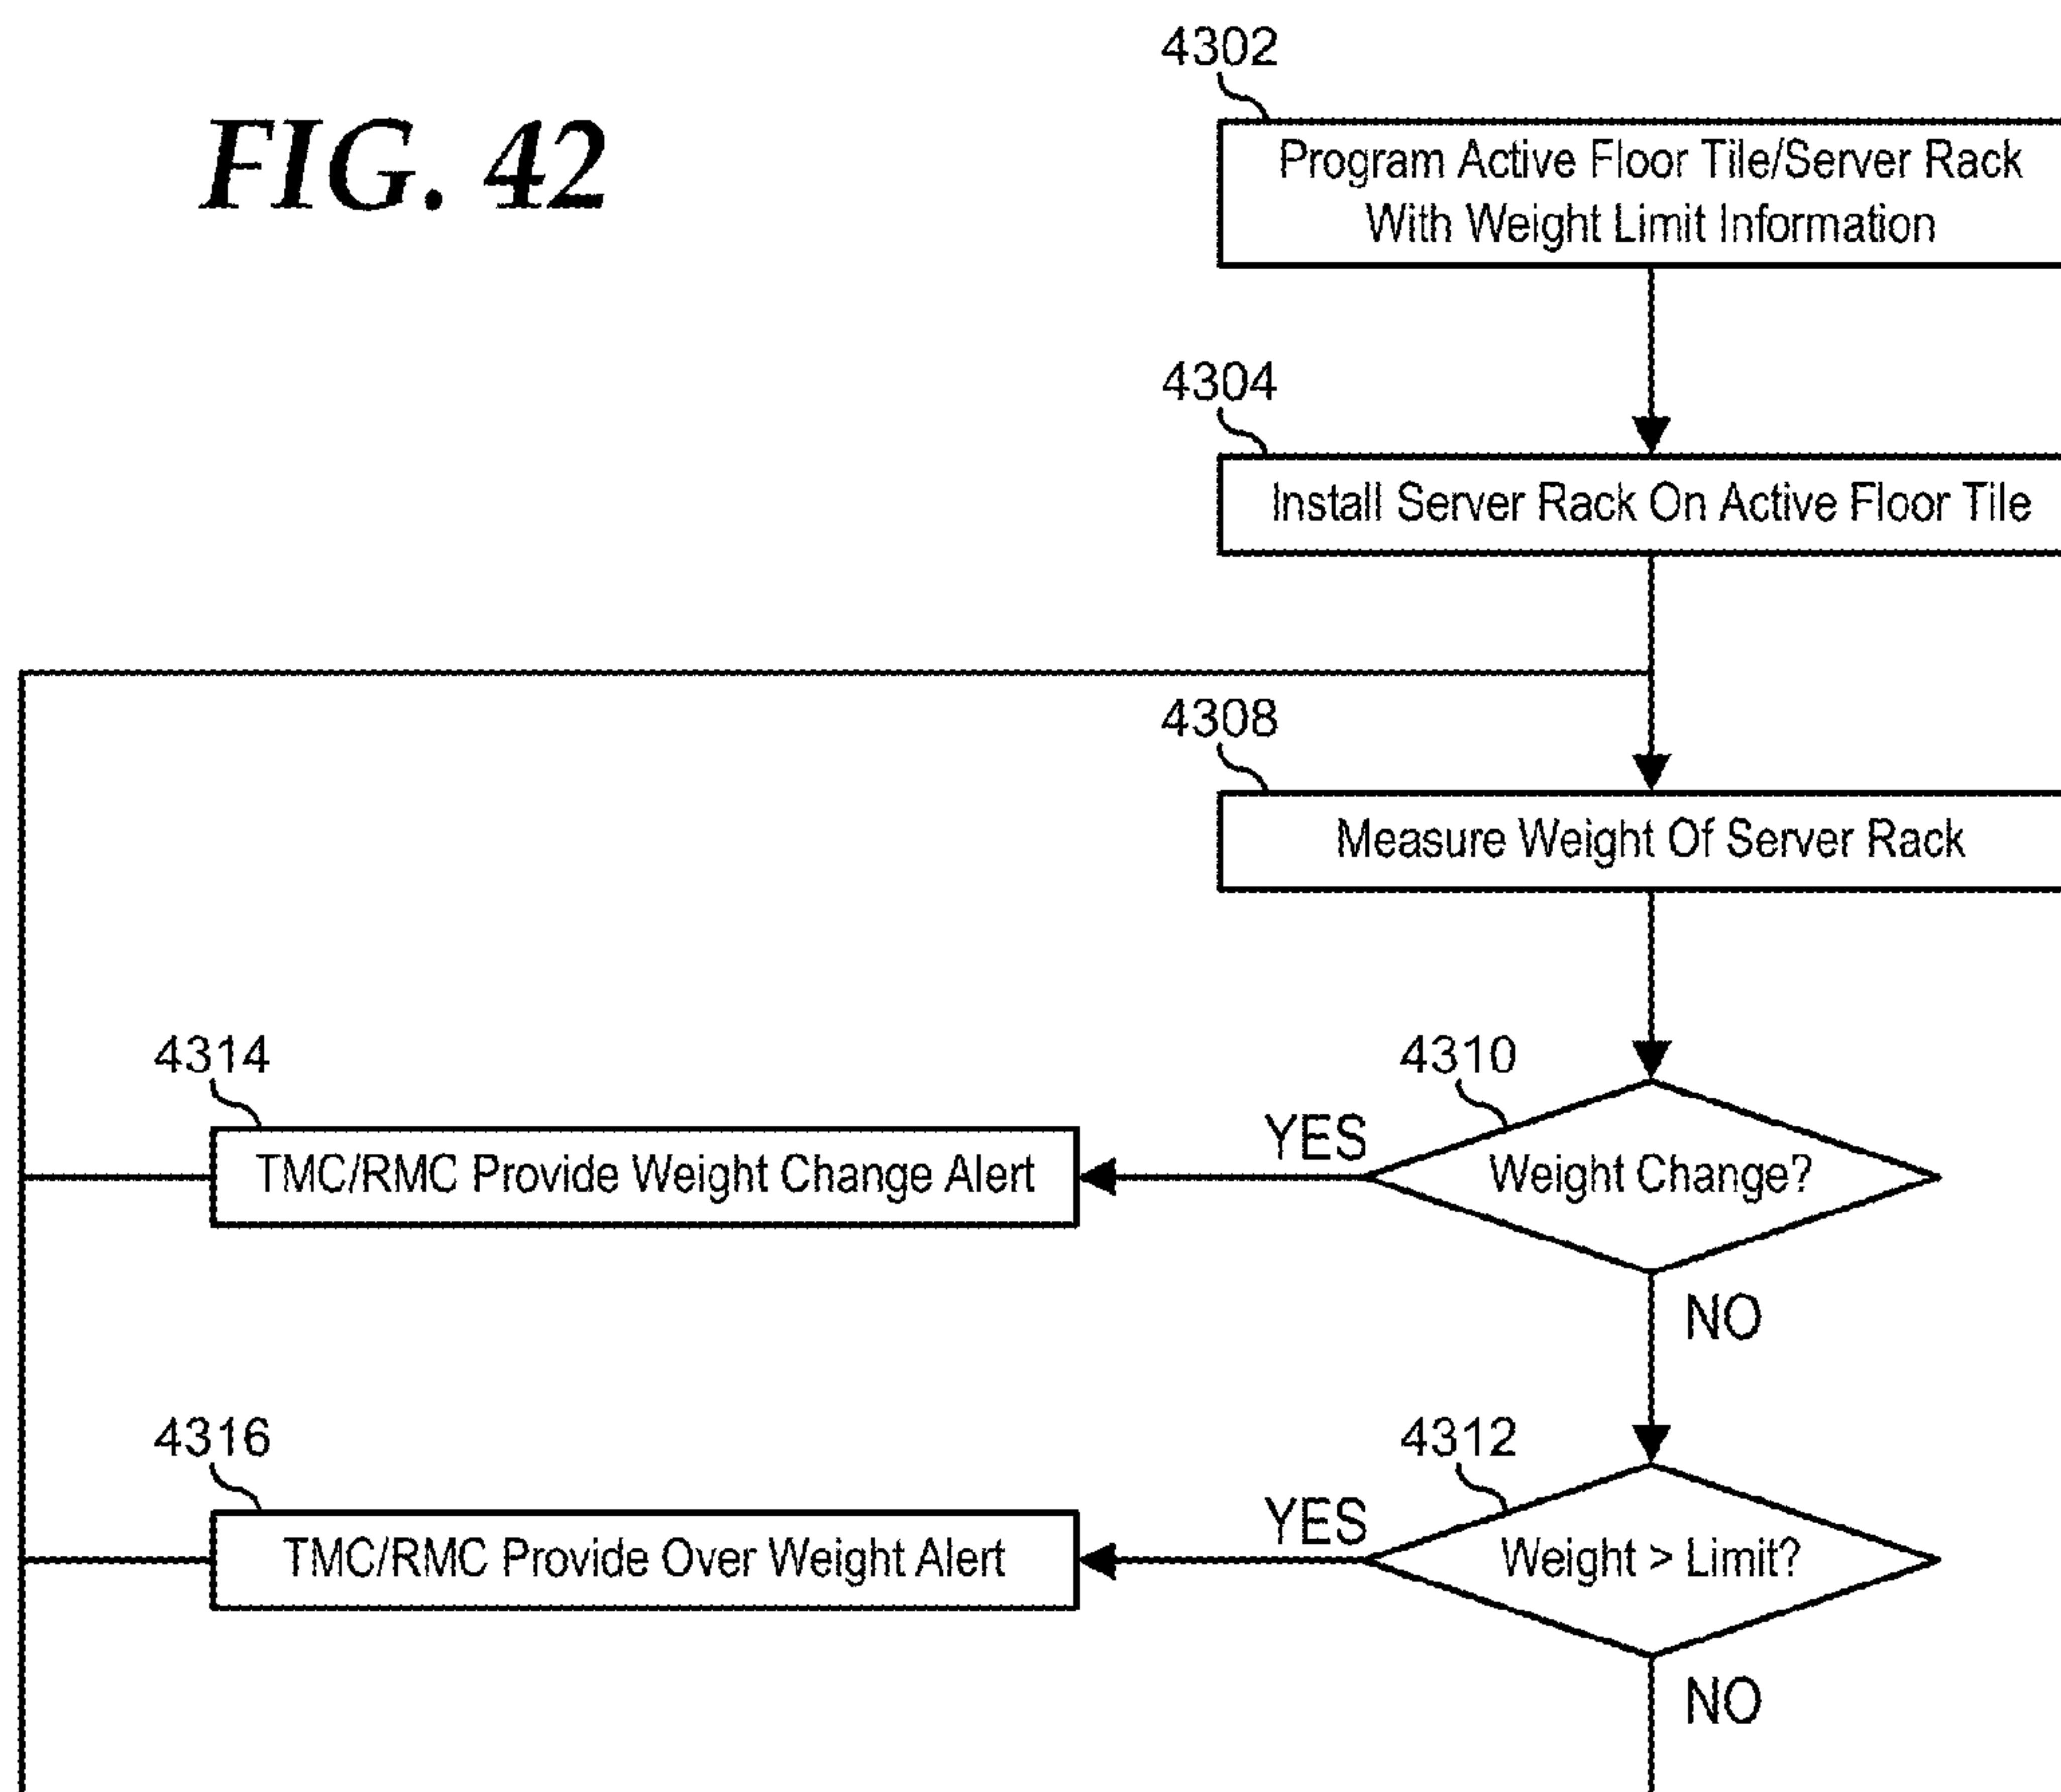 FIG. 42
4302
Program Active Floor Tile/Server Rack
With Weight Limit Information
4304
Install Server Rack On Active Floor Tile
4308
Measure Weight Of Server Rack
4310
Weight Change?
YES
4314
TMC/RMC Provide Weight Change Alert
NO
4312
Weight > Limit?
YES
4316
TMC/RMC Provide Over Weight Alert
NO